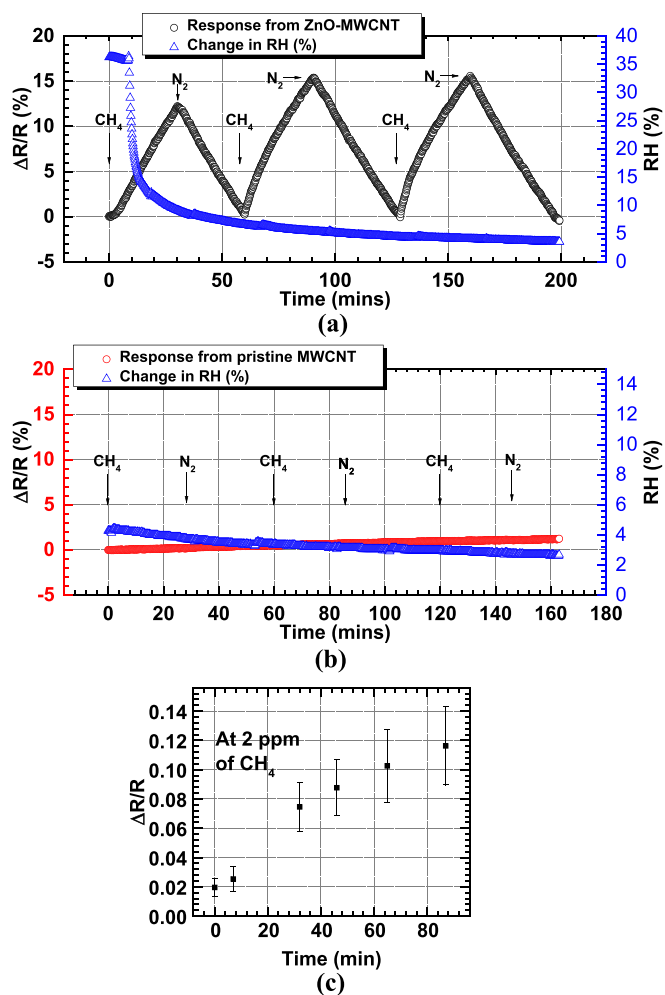 Response from ZnO-MWCNT
Change in RH (%)
20
15
10
5
0
-5
ΔR/R (%)
40
35
30
25
20
15
10
5
0
RH (%)
CH4
N2
CH4
N2
CH4
N2
0 50 100 150 200
Time (mins)
(a)
Response from pristine MWCNT
Change in RH (%)
20
15
10
5
0
-5
ΔR/R (%)
14
12
10
8
6
4
2
0
RH (%)
CH4
N2
CH4
N2
CH4
N2
0 20 40 60 80 100 120 140 160 180
Time (mins)
(b)
0.14
0.12
0.10
0.08
0.06
0.04
0.02
0.00
ΔR/R
At 2 ppm
of CH4
0 20 40 60 80
Time (min)
(c)